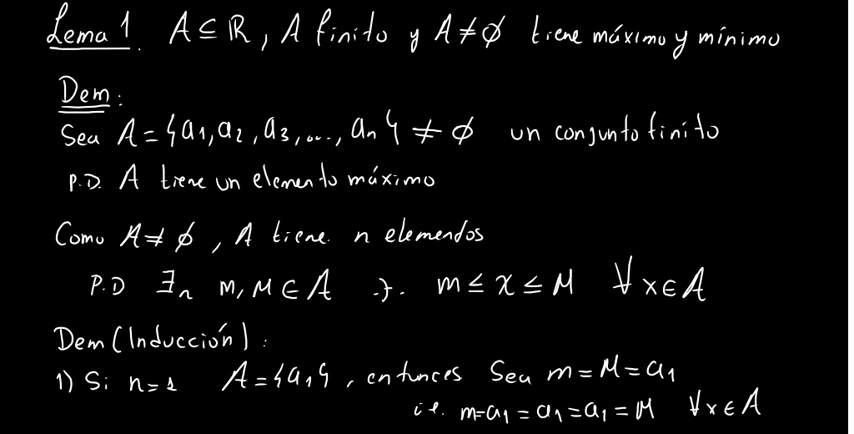 Lema 1. A ⊆ ℝ, A finito y A ≠ ∅ tiene máximo y mínimo
Dem:
Sea A = {a₁, a₂, a₃, ..., aₙ} ≠ ∅ un conjunto finito
P.D. A tiene un elemento máximo
Como A ≠ ∅, A tiene n elementos
P.D ∃n m, M ∈ A .∋. m ≤ x ≤ M ∀ x ∈ A
Dem (Inducción):
1) Si n = 1 A = {a₁}, entonces Sea m = M = a₁
i.e. m = a₁ = a₁ = a₁ = M ∀ x ∈ A